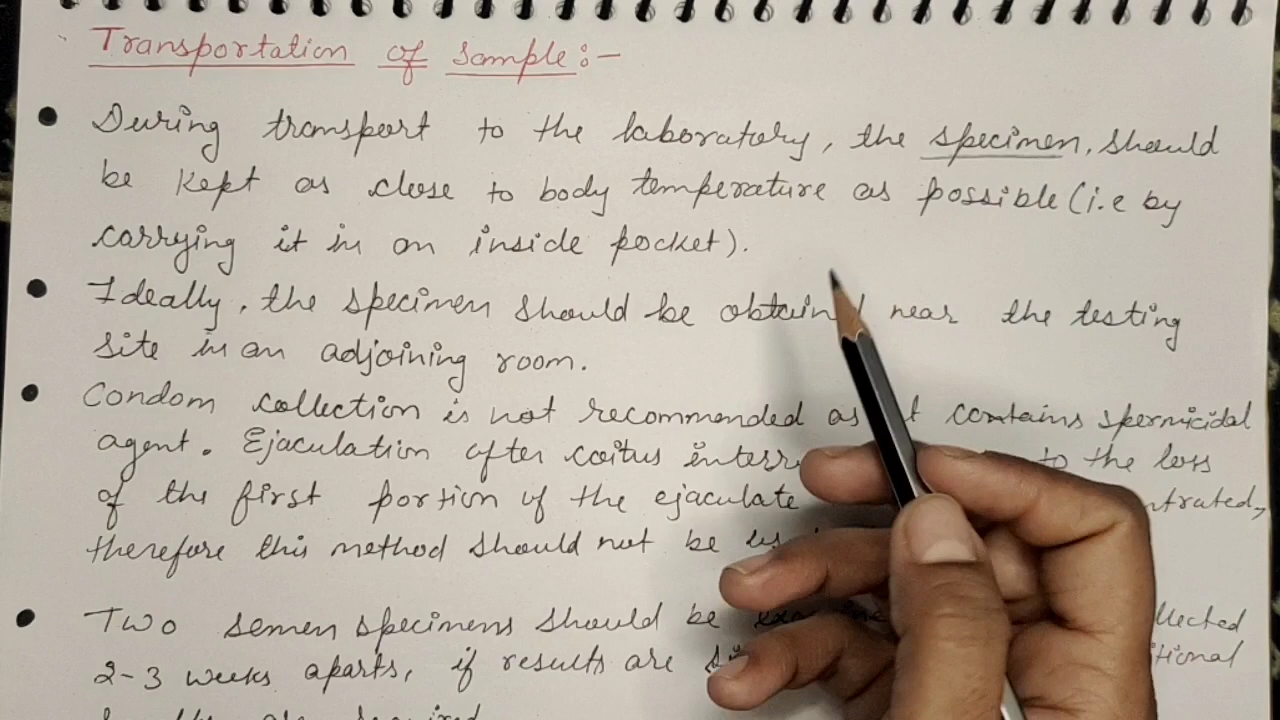 Transportation of Sample:-
During transport to the laboratory, the specimen, should
be kept as close to body temperature as possible (i.e by
carrying it in an inside pocket).
Ideally, the specimen should be obtain near the testing
site in an adjoining room.
Condom collection is not recommended as contains spermicidal
agent. Ejaculation after coitus to the loss
of the first portion of the ejaculate
therefore this method should not be
Two semen specimens should be
2-3 weeks aparts, if results are